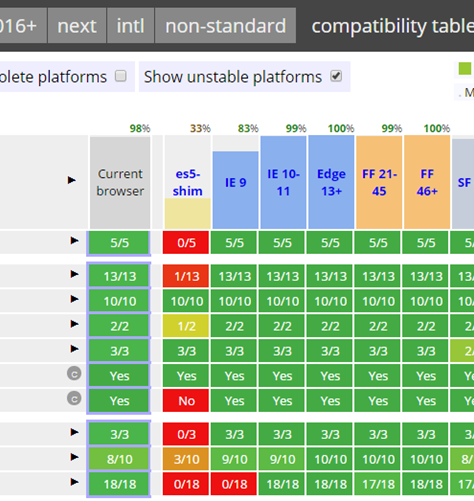 016+ next intl non-standard compatibility table
olete platforms Show unstable platforms
. M
98% 33% 83% 99% 100% 99% 100%
Current browser es5-shim IE 9 IE 10-11 Edge 13+ FF 21-45 FF 46+ SF
5/5 0/5 5/5 5/5 5/5 5/5 5/5 5/
13/13 1/13 13/13 13/13 13/13 13/13 13/13 13/
10/10 10/10 10/10 10/10 10/10 10/10 10/10 10/
2/2 1/2 2/2 2/2 2/2 2/2 2/2 2/
3/3 3/3 3/3 3/3 3/3 3/3 3/3 2/
c Yes Yes Yes Yes Yes Yes Yes Ye
c Yes No Yes Yes Yes Yes Yes Ye
3/3 0/3 3/3 3/3 3/3 3/3 3/3 3/
8/10 3/10 9/10 9/10 10/10 10/10 10/10 8/
18/18 0/18 0/18 18/18 18/18 17/18 18/18 17/